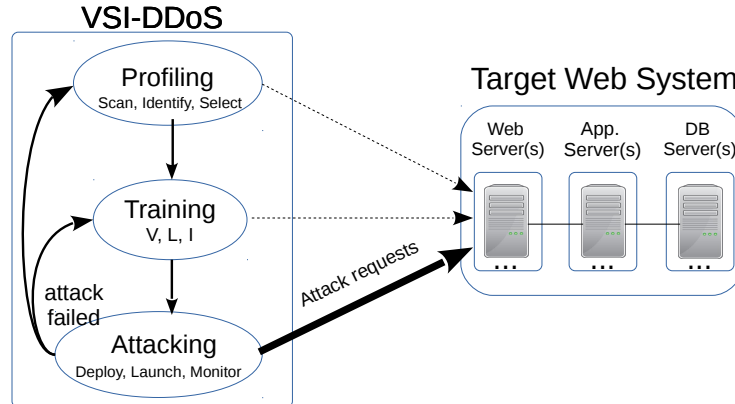 VSI-DDoS
Profiling
Scan, Identify, Select
Training
V, L, I
attack
failed
Attacking
Deploy, Launch, Monitor
Attack requests
Target Web System
Web
Server(s)
App.
Server(s)
DB
Server(s)
...
...
...